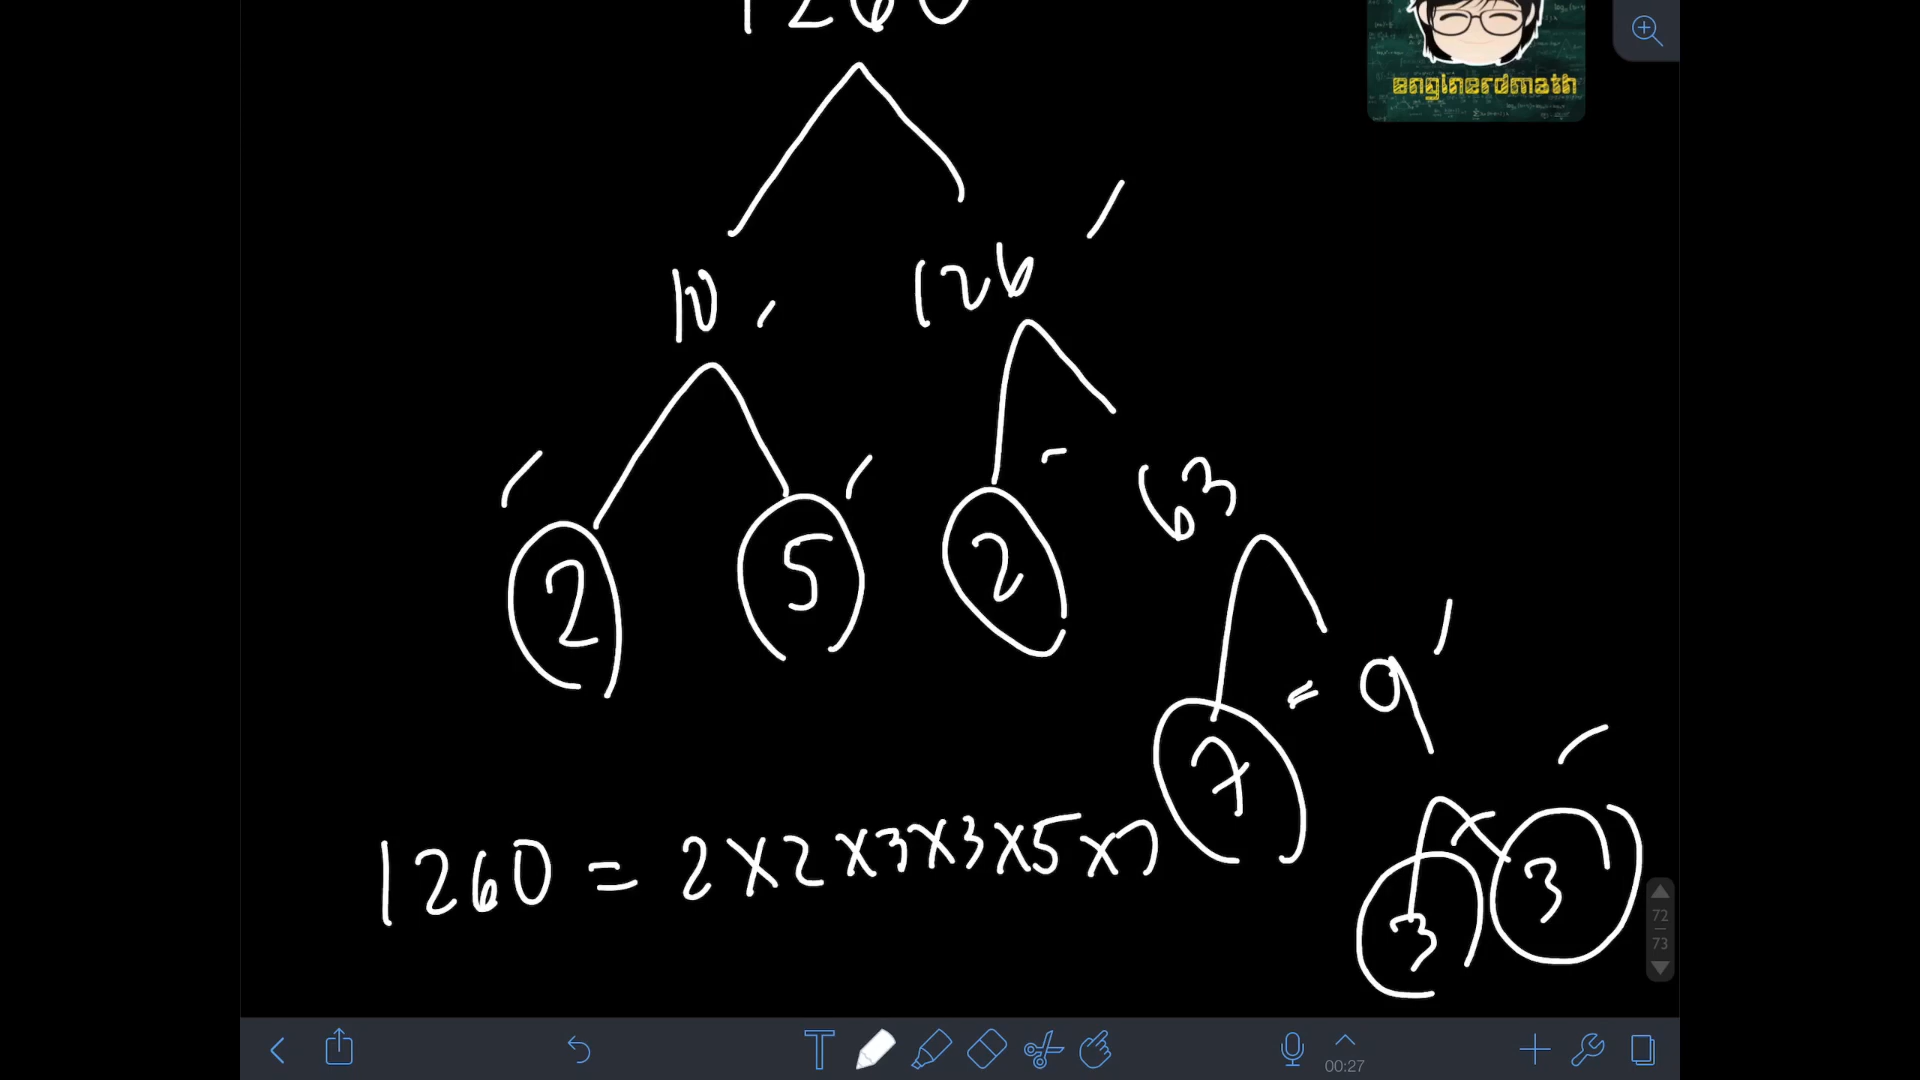 1260
enginerdmath
10 126
63
2 5 2
9
7
3 3
1260 = 2 X 2 X 3 X 3 X 5 X 7
72
73
T
00:27